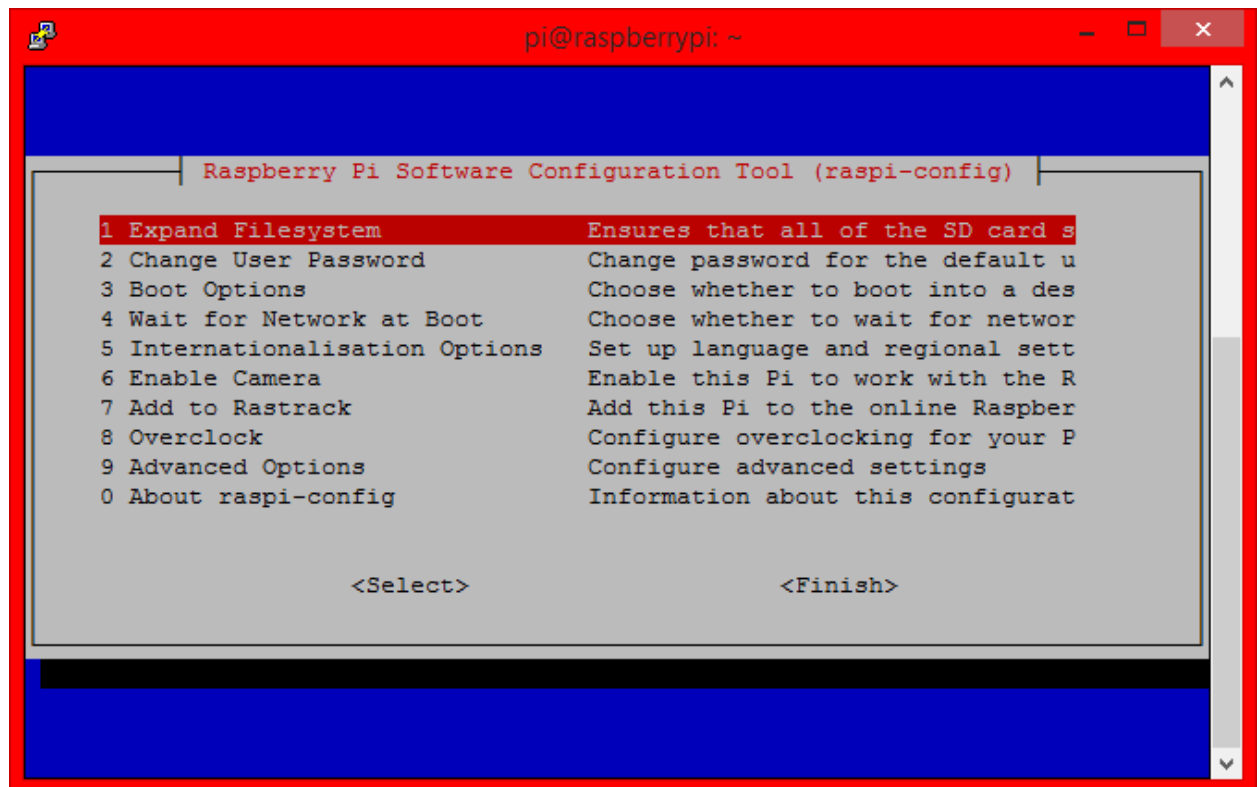 pi@raspberrypi: ~
Raspberry Pi Software Configuration Tool (raspi-config)
1 Expand Filesystem Ensures that all of the SD card s
2 Change User Password Change password for the default u
3 Boot Options Choose whether to boot into a des
4 Wait for Network at Boot Choose whether to wait for networ
5 Internationalisation Options Set up language and regional sett
6 Enable Camera Enable this Pi to work with the R
7 Add to Rastrack Add this Pi to the online Raspber
8 Overclock Configure overclocking for your P
9 Advanced Options Configure advanced settings
0 About raspi-config Information about this configurat
<Select> <Finish>